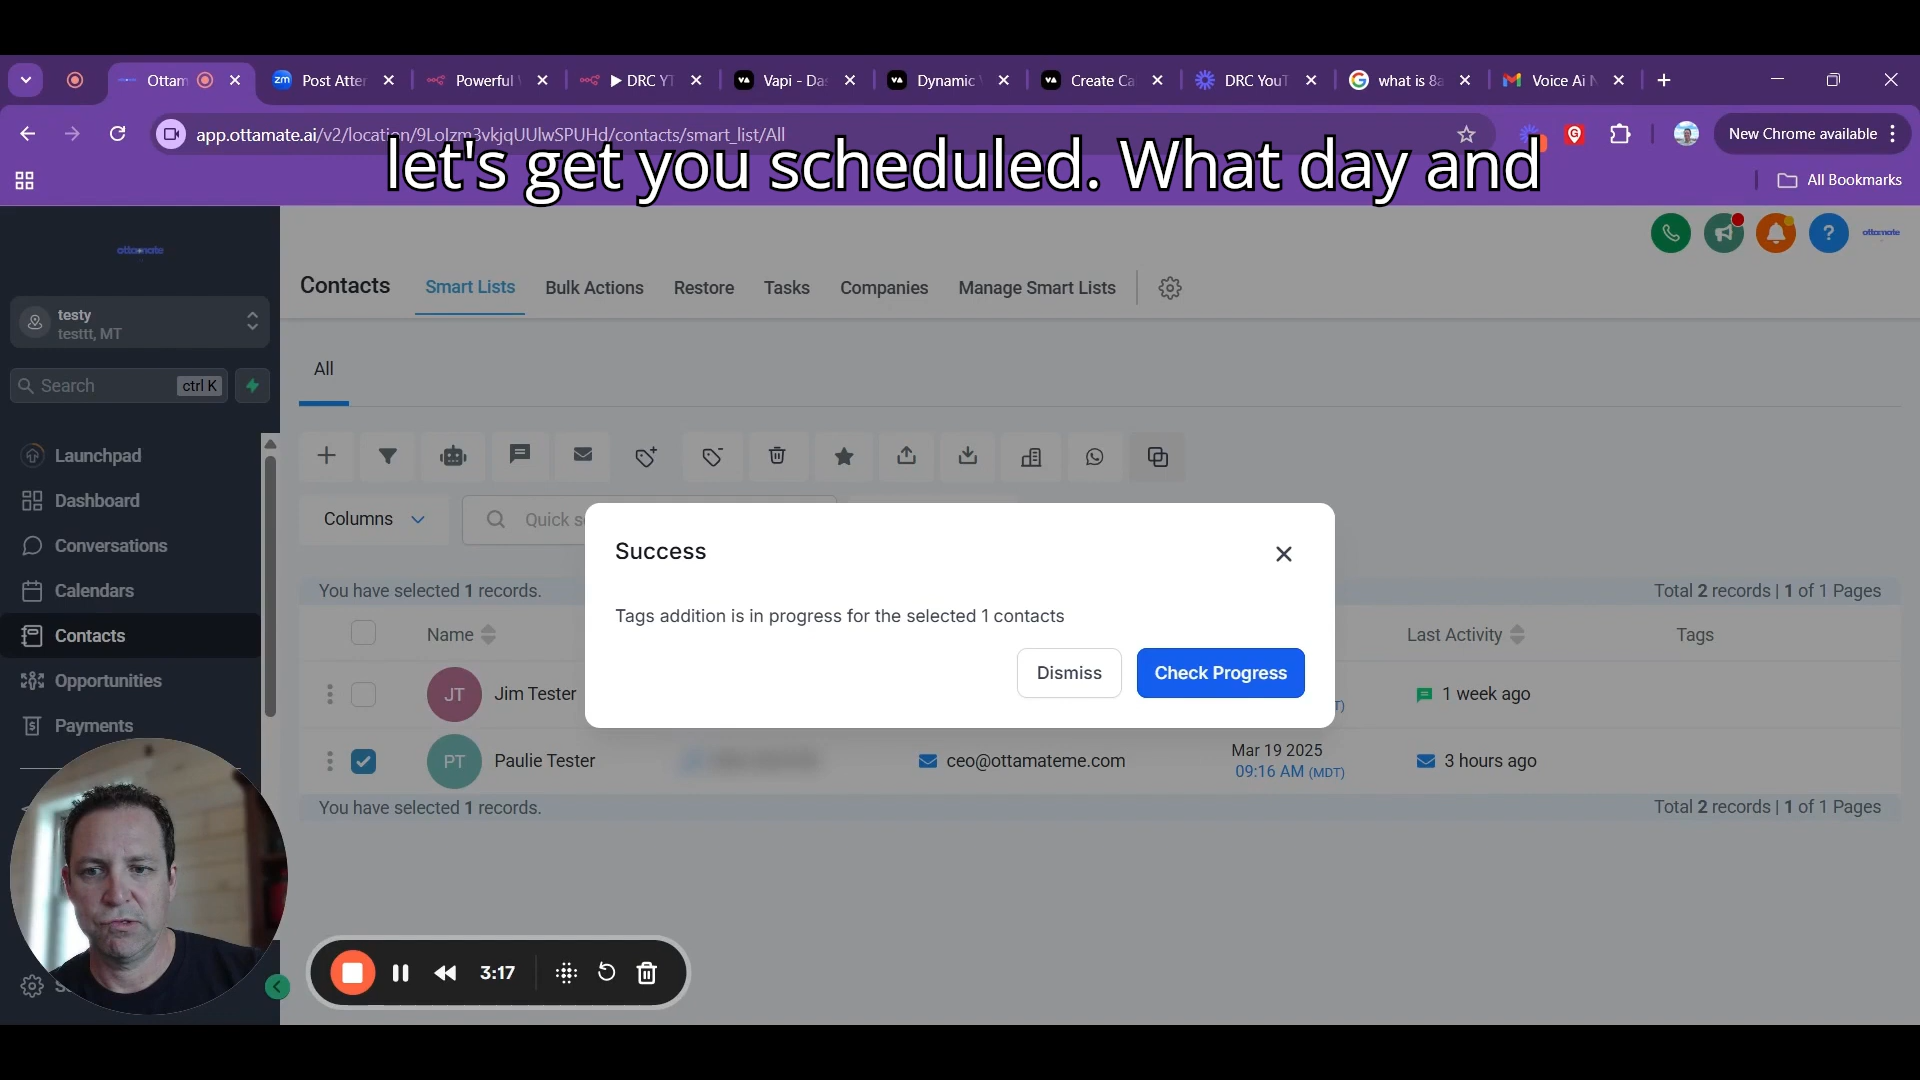 Ottam
Post Atter
Powerful
DRC YT
Vapi - Das
Dynamic
Create Ca
DRC YouT
what is 8a
Voice Ai N
app.ottamate.ai/v2/location/9LoIzm3vkjqUUlwSPUHd/contacts/smart_list/All
New Chrome available
let's get you scheduled. What day and
All Bookmarks
ottamate
ottamate
Contacts
Smart Lists
Bulk Actions
Restore
Tasks
Companies
Manage Smart Lists
testy
testtt, MT
Search
ctrl K
All
Launchpad
Dashboard
Conversations
Calendars
Contacts
Opportunities
Payments
Columns
Quick s
Success
Tags addition is in progress for the selected 1 contacts
Dismiss
Check Progress
You have selected 1 records.
Total 2 records | 1 of 1 Pages
Name
Last Activity
Tags
JT
Jim Tester
1 week ago
PT
Paulie Tester
ceo@ottamateme.com
Mar 19 2025
09:16 AM (MDT)
3 hours ago
You have selected 1 records.
Total 2 records | 1 of 1 Pages
3:17